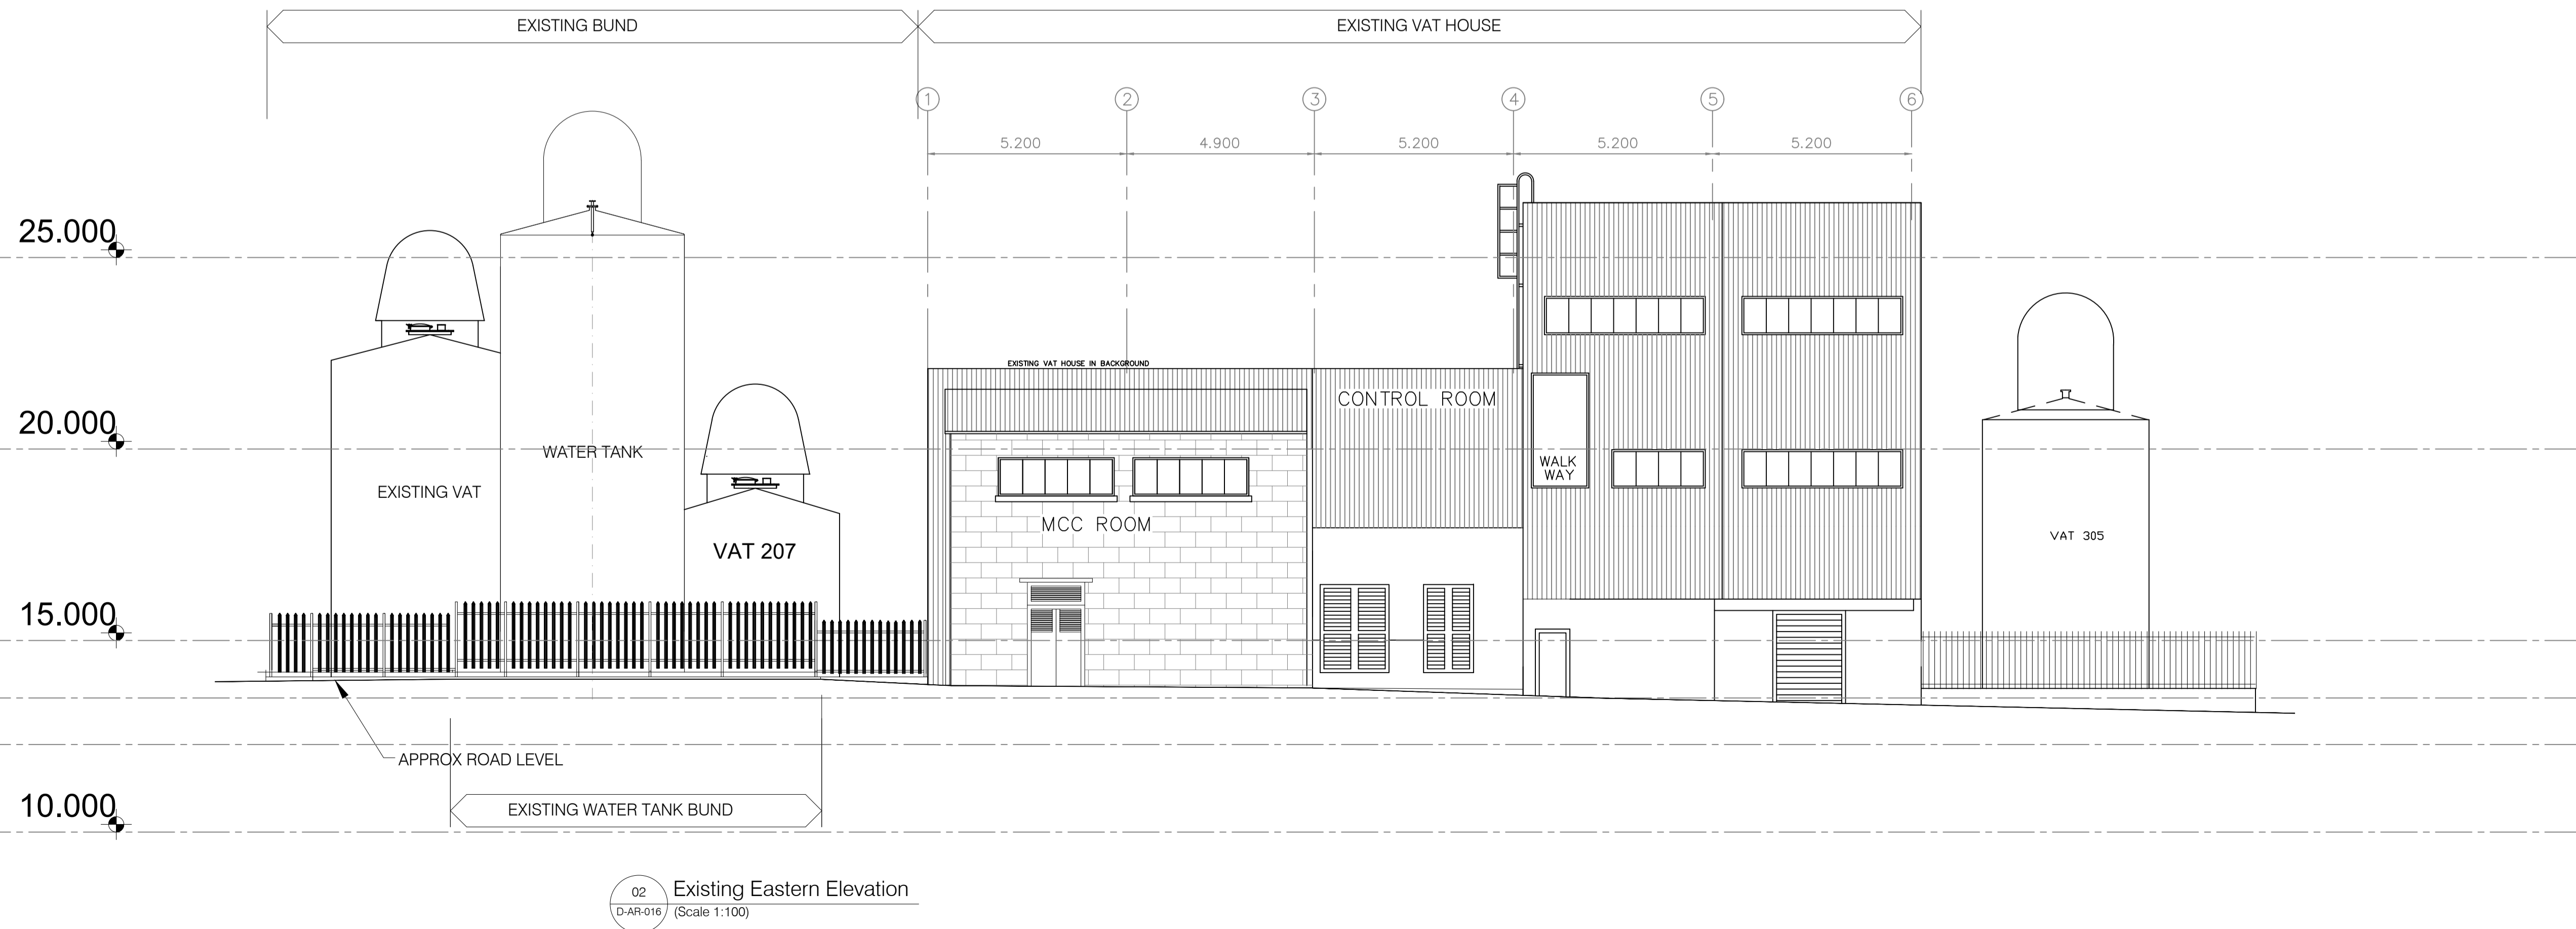 EXISTING BUND
EXISTING VAT HOUSE
1 2 3 4 5 6
5.200 4.900 5.200 5.200 5.200
25.000
EXISTING VAT HOUSE IN BACKGROUND
CONTROL ROOM
20.000
WATER TANK
WALK
WAY
EXISTING VAT
MCC ROOM
VAT 305
VAT 207
15.000
APPROX ROAD LEVEL
10.000
EXISTING WATER TANK BUND
02
D-AR-016
Existing Eastern Elevation
(Scale 1:100)